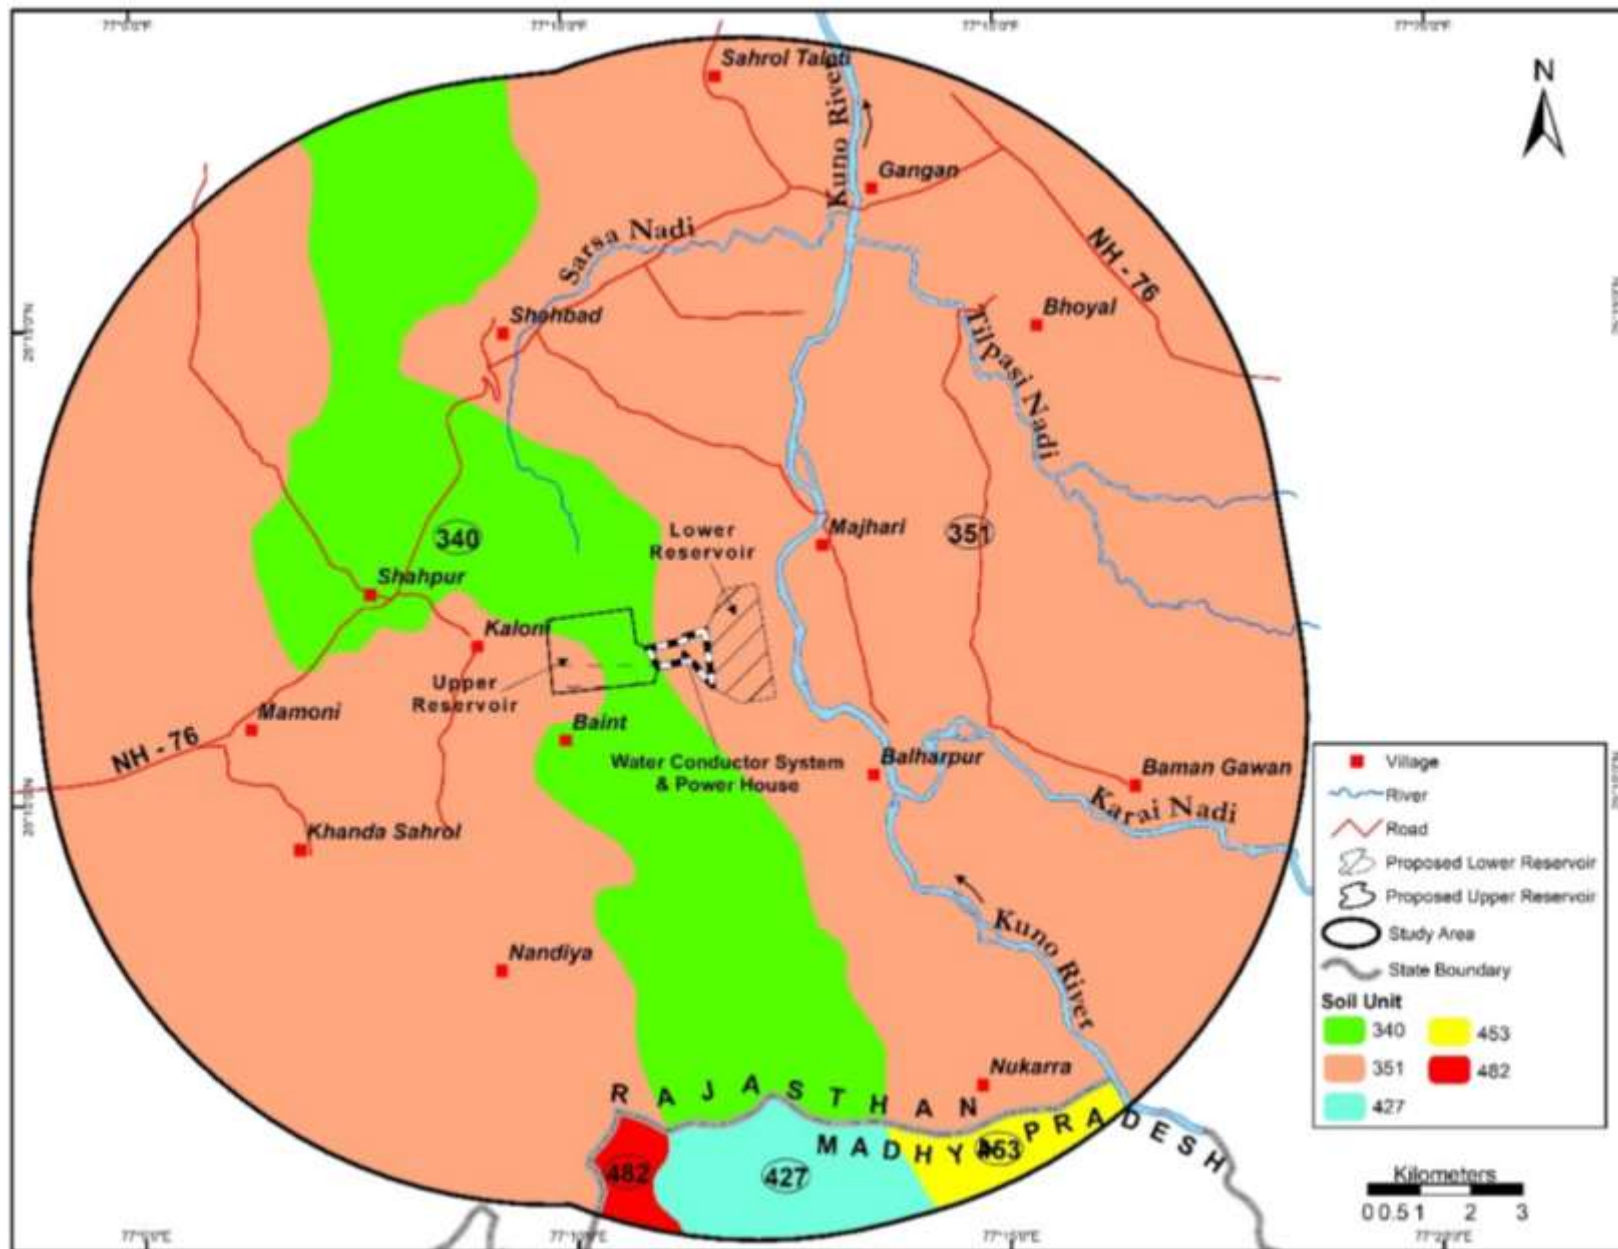 N
Sahrol Talati
Kuno River
Gangan
Sarsa Nadi
NH - 76
Shahbad
Bhoyal
Tilpasi Nadi
340
Lower
Reservoir
Majhari
351
Shahpur
Kaloni
Upper
Reservoir
Mamoni
Baint
NH - 76
Water Conductor System
& Power House
Balharpur
Baman Gawan
Karai Nadi
Khanda Sahrol
Kuno River
Nandiya
Nukarra
RAJASTHAN
MADHYA PRADESH
453
482
427
Village
River
Road
Proposed Lower Reservoir
Proposed Upper Reservoir
Study Area
State Boundary
Soil Unit
340 453
351 482
427
Kilometers
0 0.5 1 2 3